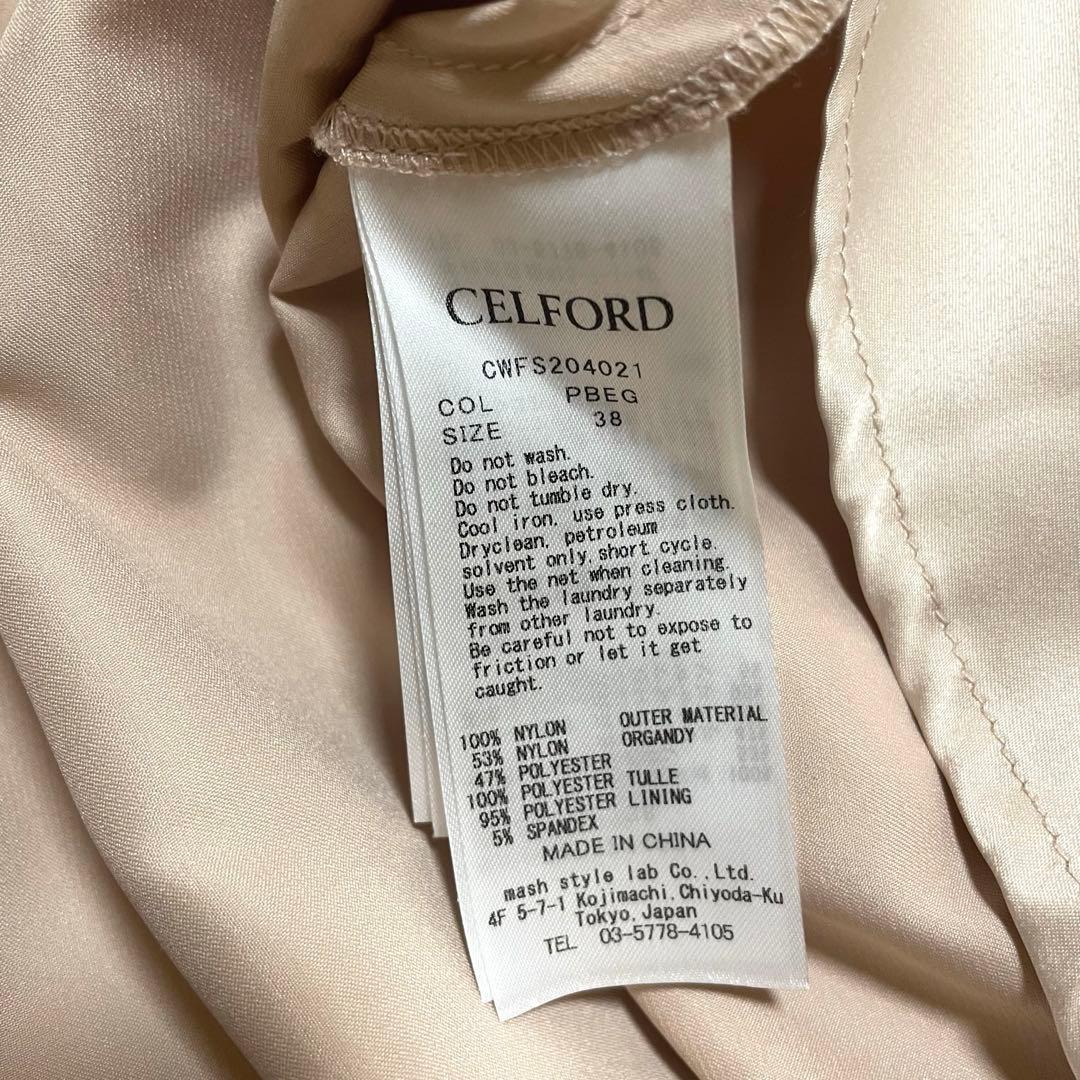 CELFORD
CWFS204021
COL PBEG
SIZE 38
Do not wash.
Do not bleach.
Do not tumble dry.
Cool iron, use press cloth.
Dryclean, petroleum
solvent only,short cycle.
Use the net when cleaning.
Wash the laundry separately
from other laundry.
Be careful not to expose to
friction or let it get
caught.
100% NYLON OUTER MATERIAL
53% NYLON ORGANDY
47% POLYESTER
100% POLYESTER TULLE
95% POLYESTER LINING
5% SPANDEX
MADE IN CHINA
mash style lab Co.,Ltd.
4F 5-7-1 Kojimachi,Chiyoda-Ku
Tokyo,Japan
TEL 03-5778-4105